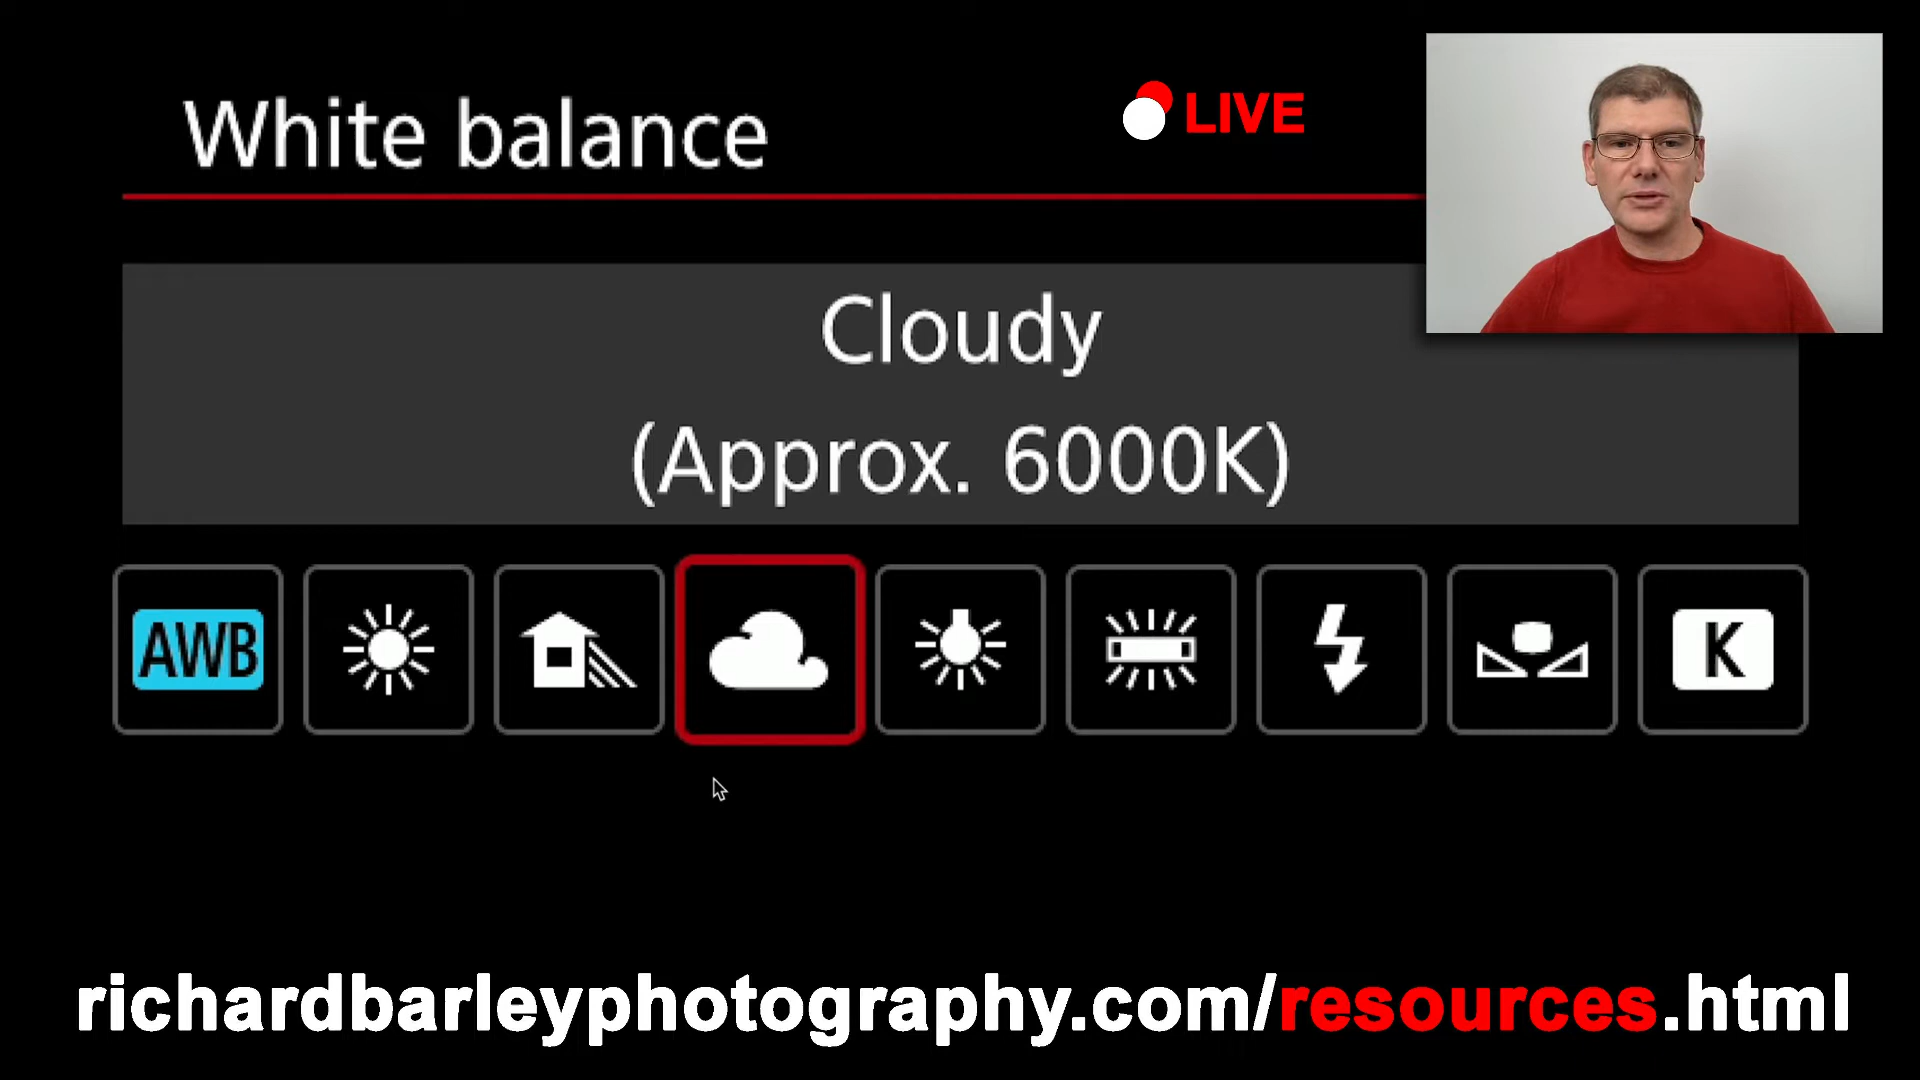 White balance
LIVE
Cloudy
(Approx. 6000K)
AWB
K
richardbarleyphotography.com/resources.html